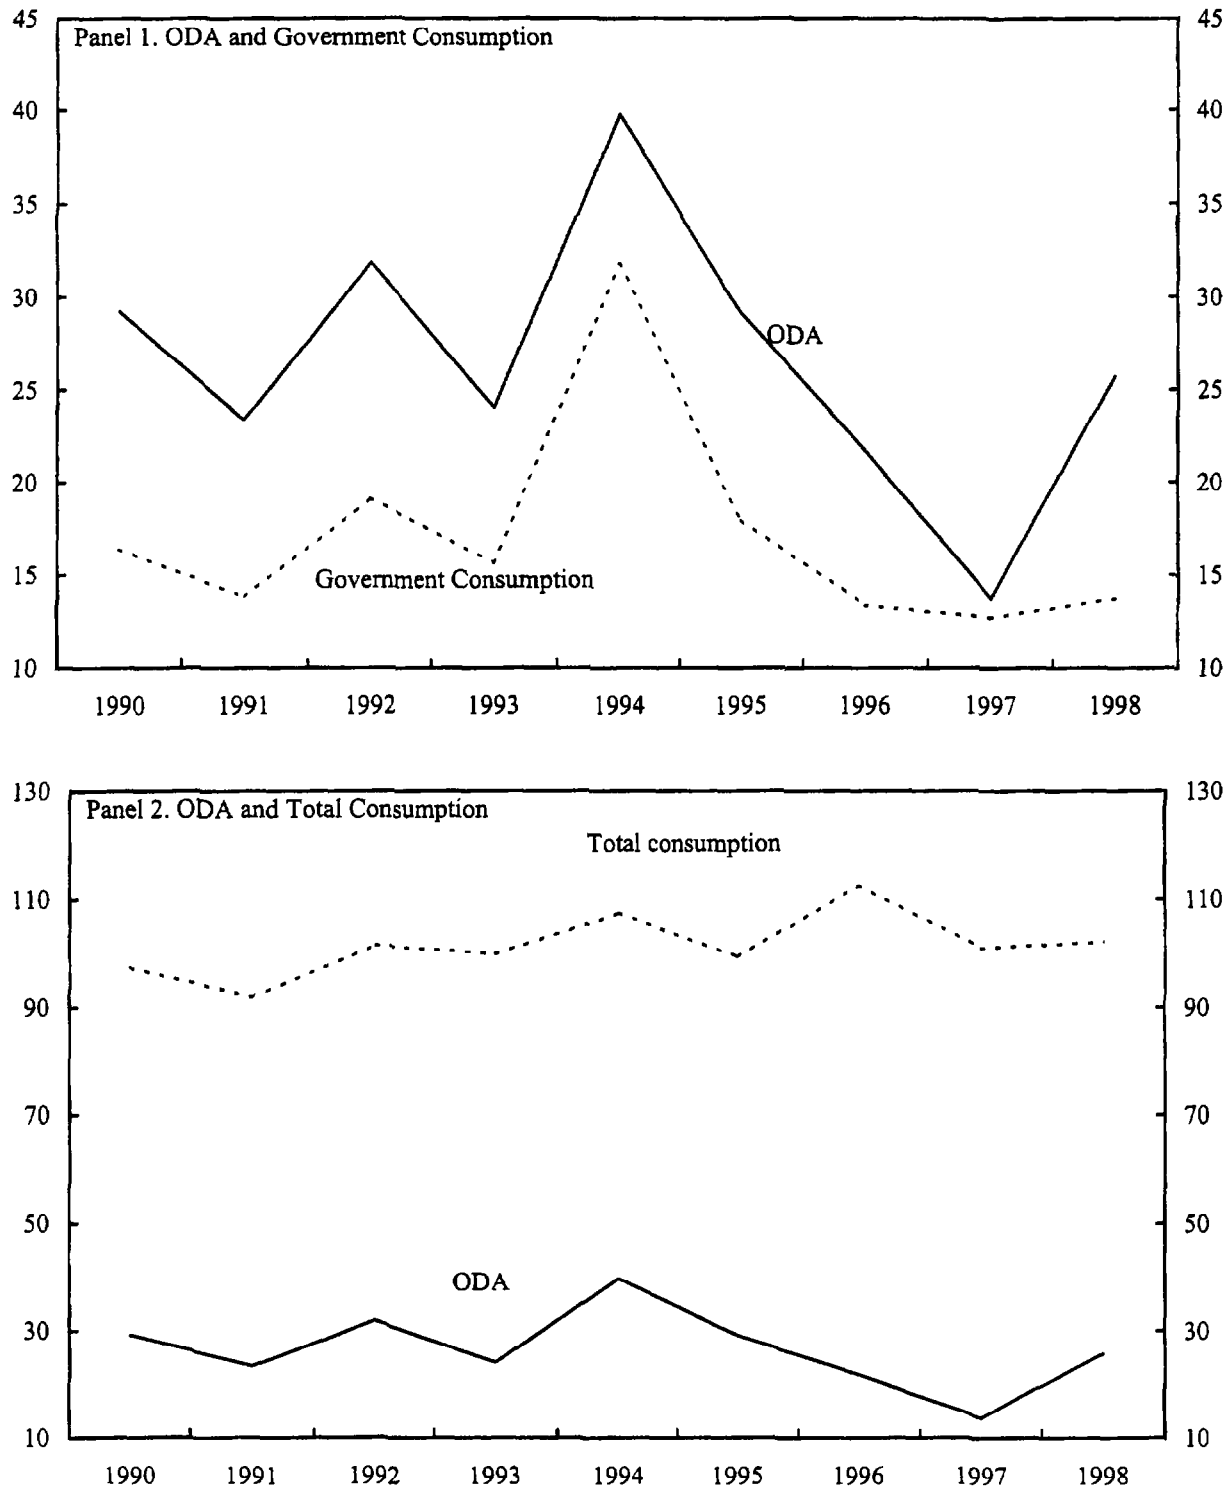 45 45
Panel 1. ODA and Government Consumption
40 40
35 35
30 30
ODA
25 25
20 20
Government Consumption
15 15
10 10
1990 1991 1992 1993 1994 1995 1996 1997 1998
130 130
Panel 2. ODA and Total Consumption
Total consumption
110 110
90 90
70 70
50 50
ODA
30 30
10 10
1990 1991 1992 1993 1994 1995 1996 1997 1998